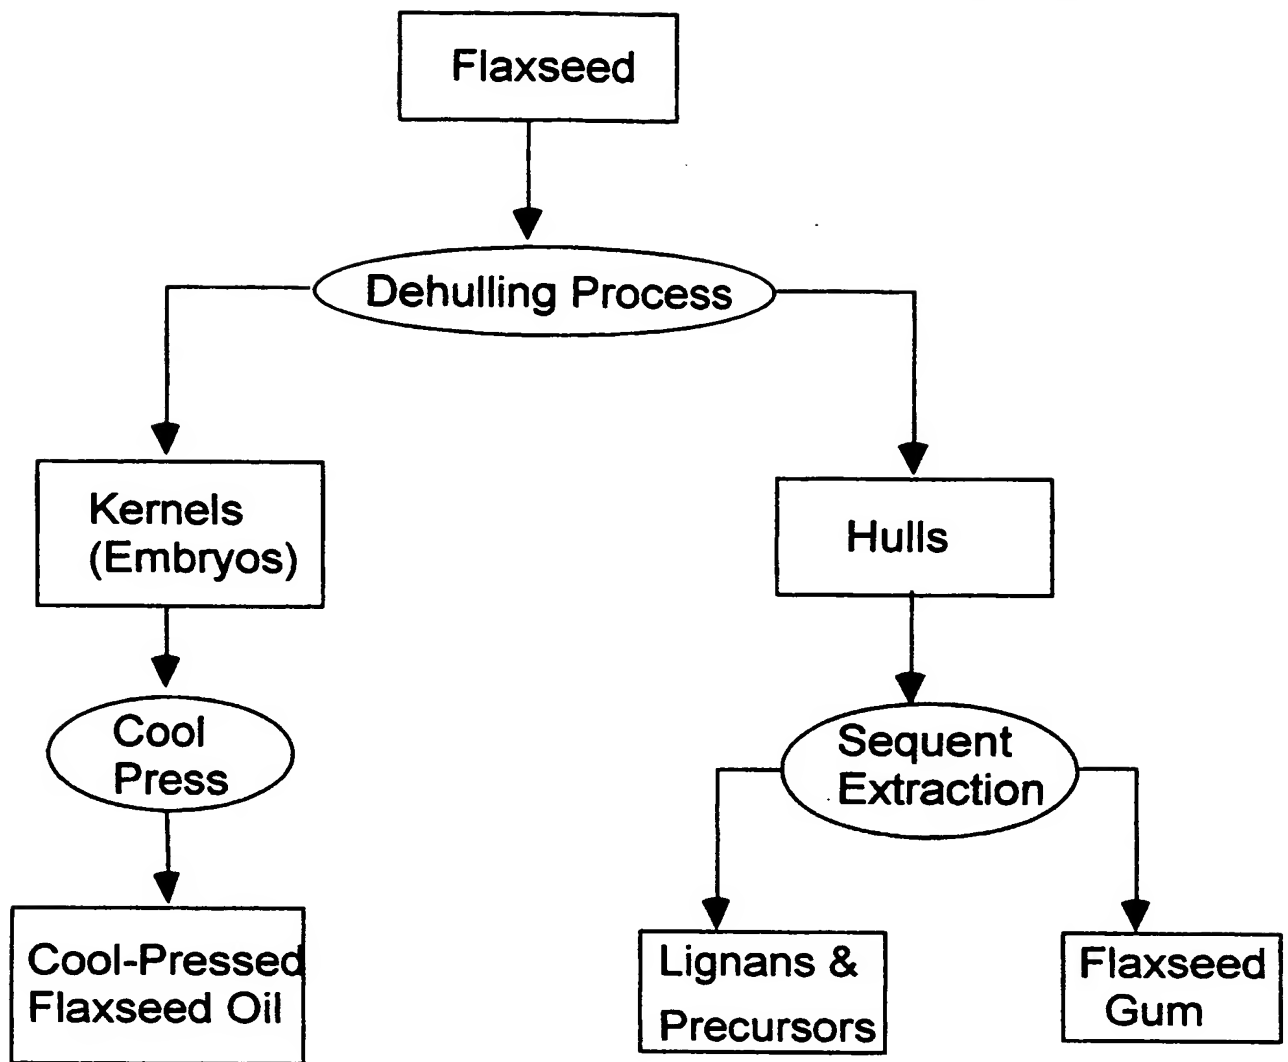 Flaxseed
Dehulling Process
Kernels
(Embryos)
Hulls
Cool
Press
Sequent
Extraction
Cool-Pressed
Flaxseed Oil
Lignans &
Precursors
Flaxseed
Gum